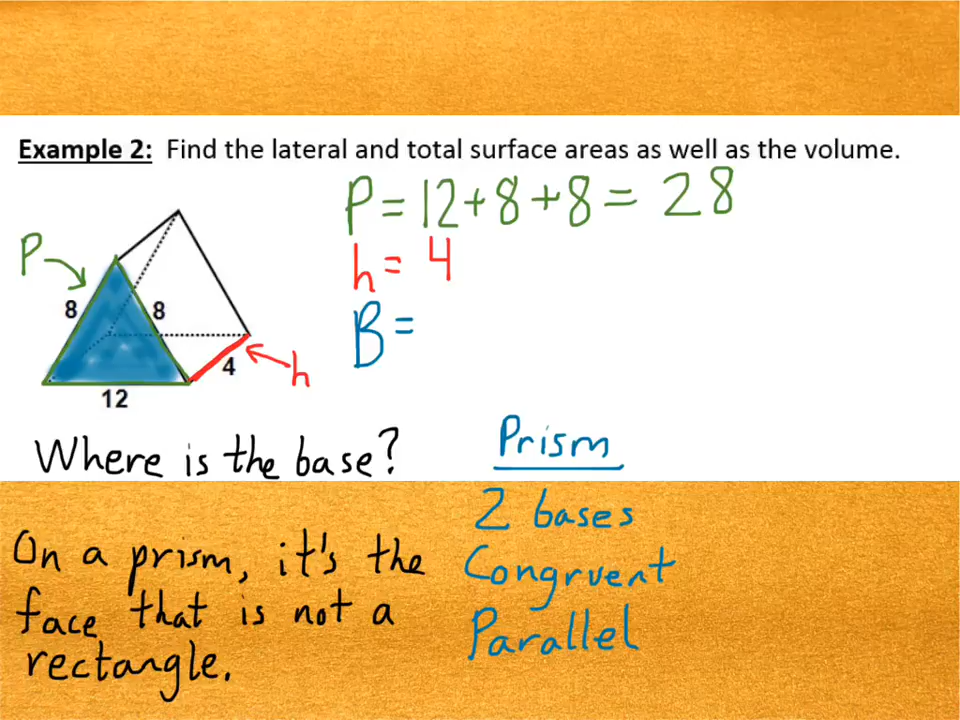 Example 2: Find the lateral and total surface areas as well as the volume.
P = 12 + 8 + 8 = 28
P
h = 4
8
8
B =
4
h
12
Where is the base?
Prism
2 bases
Congruent
Parallel
On a prism, it's the
face that is not a
rectangle.